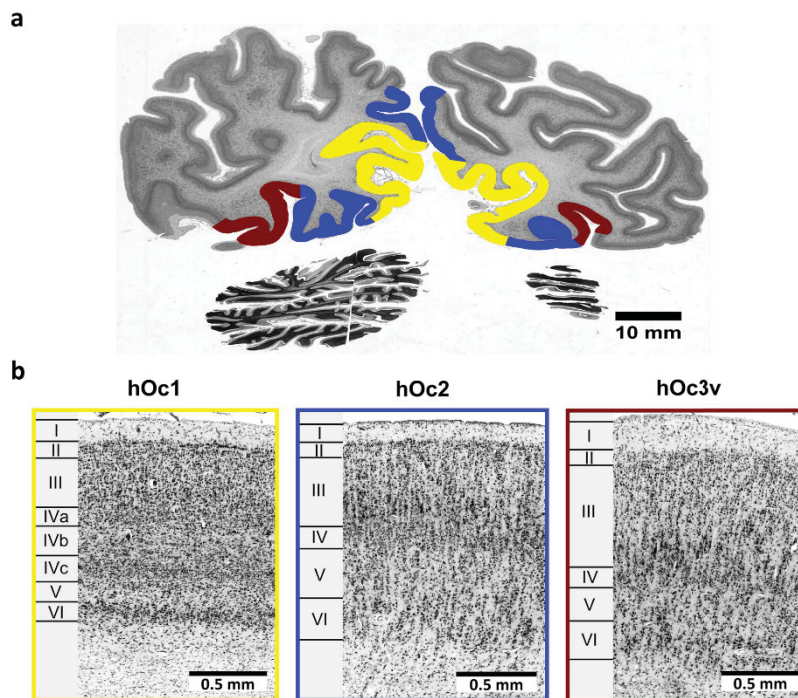 a
10 mm
b
hOc1 hOc2 hOc3v
I
II
III
IVa
IVb
IVc
V
VI
0.5 mm
I
II
III
IV
V
VI
0.5 mm
I
II
III
IV
V
VI
0.5 mm